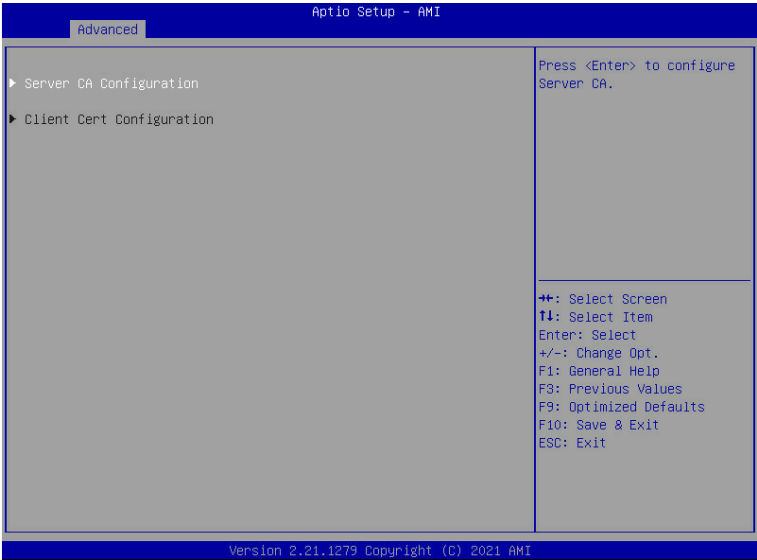 Aptio Setup – AMI
Advanced
▶ Server CA Configuration
▶ Client Cert Configuration
Press <Enter> to configure
Server CA.
→←: Select Screen
↑↓: Select Item
Enter: Select
+/-: Change Opt.
F1: General Help
F3: Previous Values
F9: Optimized Defaults
F10: Save & Exit
ESC: Exit
Version 2.21.1279 Copyright (C) 2021 AMI